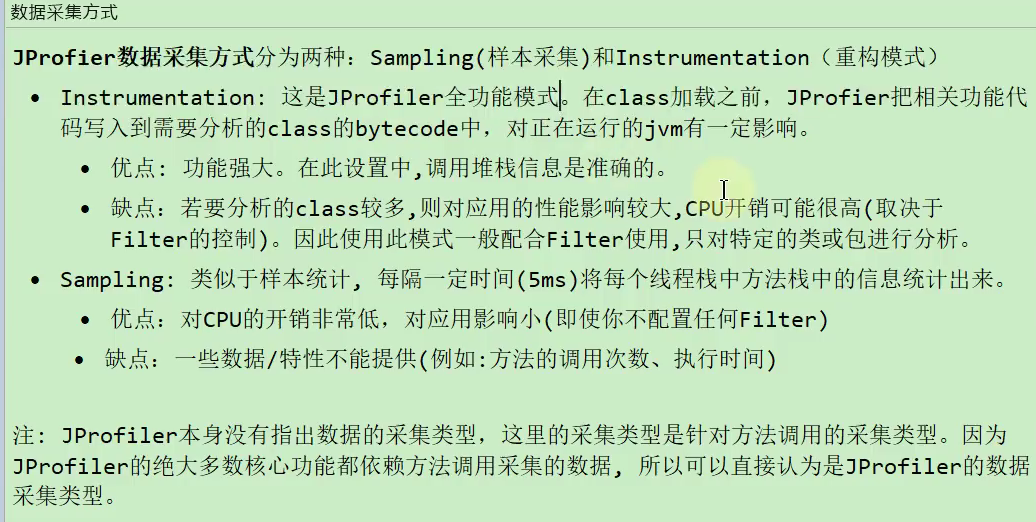 数据采集方式
JProfier数据采集方式分为两种：Sampling(样本采集)和Instrumentation（重构模式）
• Instrumentation: 这是JProfiler全功能模式。在class加载之前，JProfier把相关功能代
码写入到需要分析的class的bytecode中，对正在运行的jvm有一定影响。
• 优点: 功能强大。在此设置中,调用堆栈信息是准确的。
• 缺点: 若要分析的class较多,则对应用的性能影响较大,CPU开销可能很高(取决于
Filter的控制)。因此使用此模式一般配合Filter使用,只对特定的类或包进行分析。
• Sampling: 类似于样本统计, 每隔一定时间(5ms)将每个线程栈中方法栈中的信息统计出来。
• 优点: 对CPU的开销非常低，对应用影响小(即使你不配置任何Filter)
• 缺点: 一些数据/特性不能提供(例如:方法的调用次数、执行时间)
注: JProfiler本身没有指出数据的采集类型，这里的采集类型是针对方法调用的采集类型。因为
JProfiler的绝大多数核心功能都依赖方法调用采集的数据, 所以可以直接认为是JProfiler的数据
采集类型。